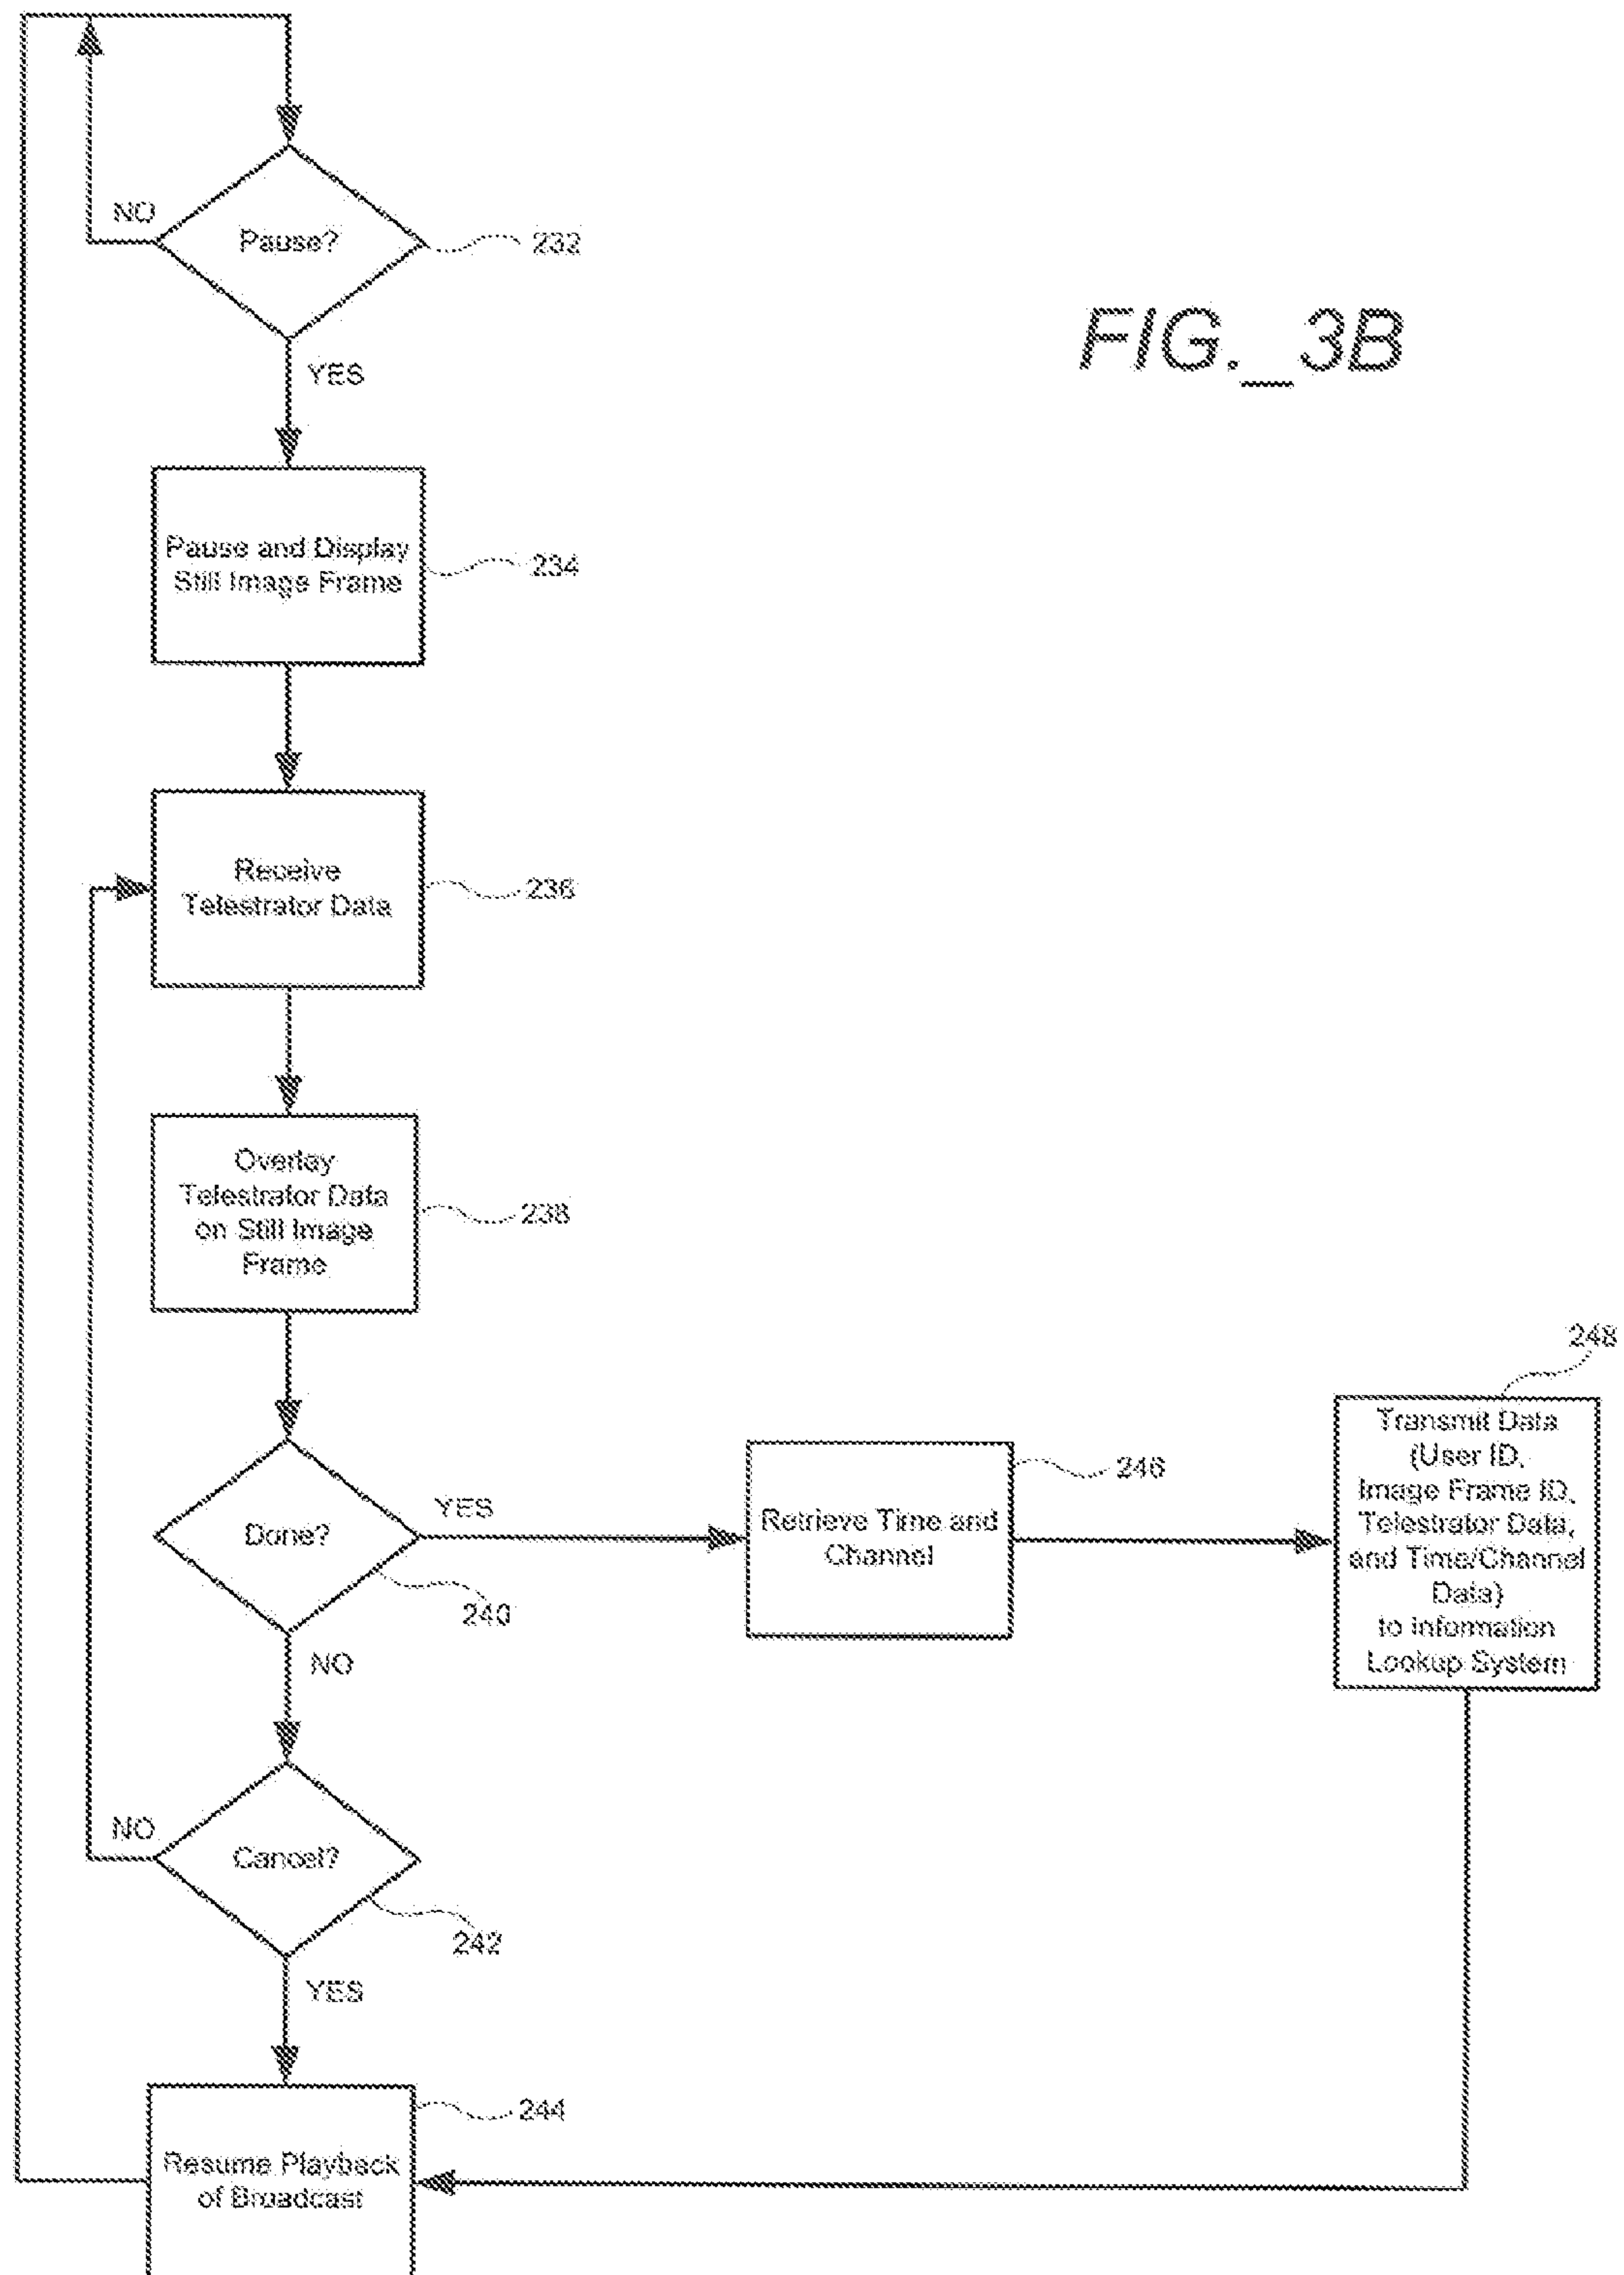 FIG._3B
NO
Pause?
232
YES
Pause and Display
Still Image Frame
234
Receive
Telestrator Data
236
Overlay
Telestrator Data
on Still Image
Frame
238
Done?
YES
240
NO
Retrieve Time and
Channel
246
248
Transmit Data
(User ID,
Image Frame ID,
Telestrator Data,
and Time/Channel
Data)
to Information
Lookup System
NO
Cancel?
242
YES
244
Resume Playback
of Broadcast